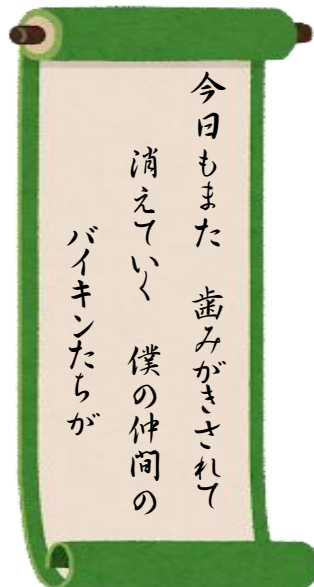 今日もまた　歯みがきされて
消えていく　僕の仲間の
バイキンたちが